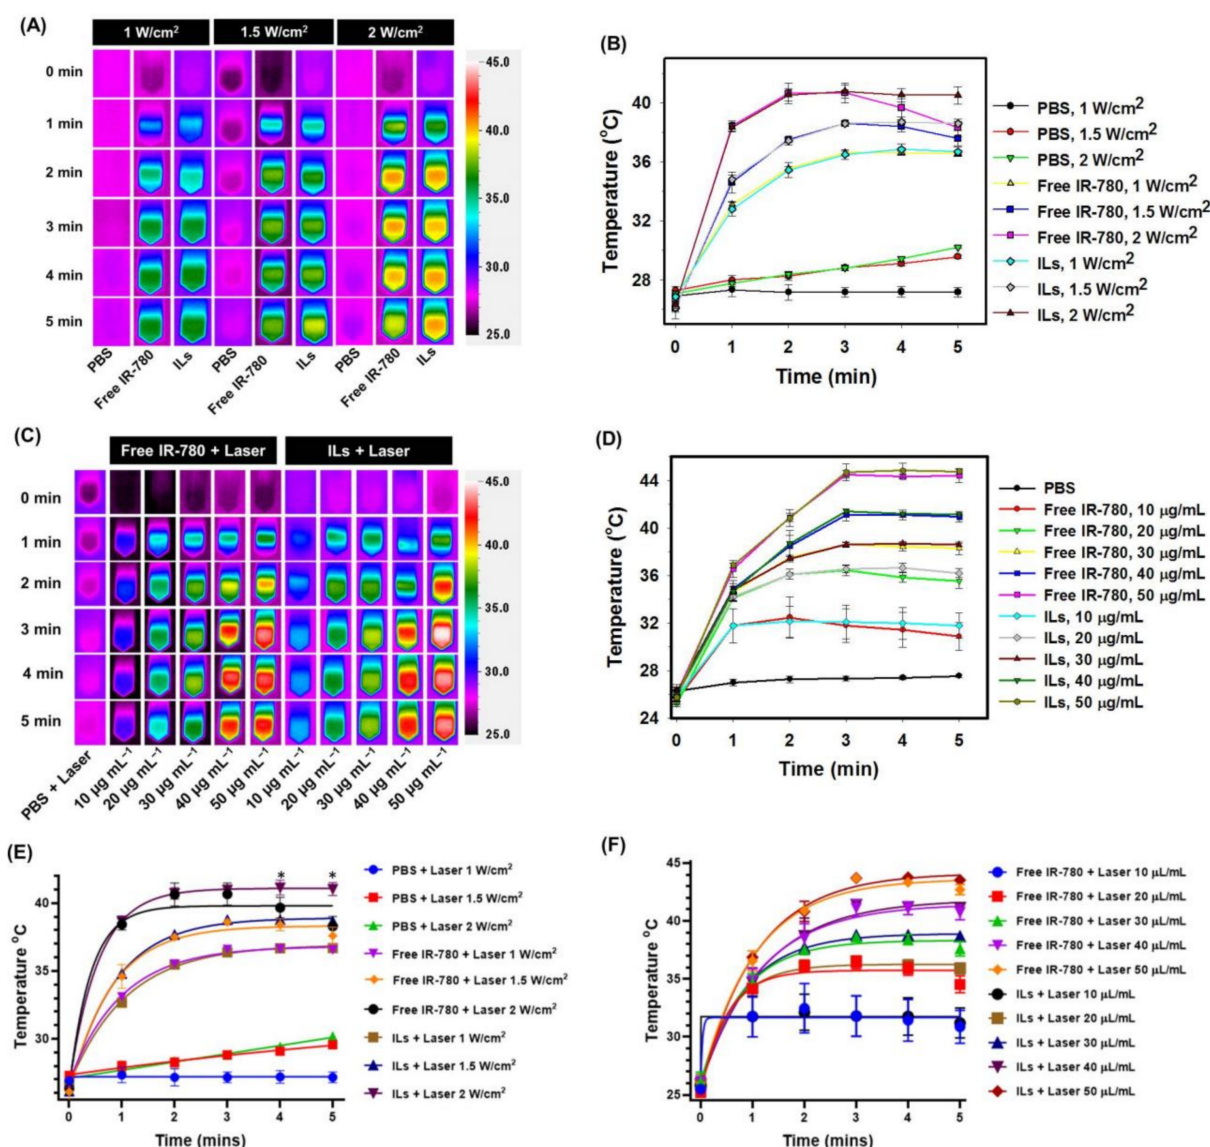 (A)
1 W/cm² 1.5 W/cm² 2 W/cm²
0 min
1 min
2 min
3 min
4 min
5 min
45.0
40.0
35.0
30.0
25.0
PBS Free IR-780 ILs PBS Free IR-780 ILs PBS Free IR-780 ILs
(B)
Temperature (°C)
40
36
32
28
0 1 2 3 4 5
Time (min)
PBS, 1 W/cm²
PBS, 1.5 W/cm²
PBS, 2 W/cm²
Free IR-780, 1 W/cm²
Free IR-780, 1.5 W/cm²
Free IR-780, 2 W/cm²
ILs, 1 W/cm²
ILs, 1.5 W/cm²
ILs, 2 W/cm²
(C)
Free IR-780 + Laser ILs + Laser
0 min
1 min
2 min
3 min
4 min
5 min
45.0
40.0
35.0
30.0
25.0
PBS + Laser 10 µg mL⁻¹ 20 µg mL⁻¹ 30 µg mL⁻¹ 40 µg mL⁻¹ 50 µg mL⁻¹ 10 µg mL⁻¹ 20 µg mL⁻¹ 30 µg mL⁻¹ 40 µg mL⁻¹ 50 µg mL⁻¹
(D)
Temperature (°C)
44
40
36
32
28
24
0 1 2 3 4 5
Time (min)
PBS
Free IR-780, 10 µg/mL
Free IR-780, 20 µg/mL
Free IR-780, 30 µg/mL
Free IR-780, 40 µg/mL
Free IR-780, 50 µg/mL
ILs, 10 µg/mL
ILs, 20 µg/mL
ILs, 30 µg/mL
ILs, 40 µg/mL
ILs, 50 µg/mL
(E)
Temperature °C
40
35
30
* *
0 1 2 3 4 5
Time (mins)
PBS + Laser 1 W/cm²
PBS + Laser 1.5 W/cm²
PBS + Laser 2 W/cm²
Free IR-780 + Laser 1 W/cm²
Free IR-780 + Laser 1.5 W/cm²
Free IR-780 + Laser 2 W/cm²
ILs + Laser 1 W/cm²
ILs + Laser 1.5 W/cm²
ILs + Laser 2 W/cm²
(F)
Temperature °C
45
40
35
30
25
0 1 2 3 4 5
Time (mins)
Free IR-780 + Laser 10 µL/mL
Free IR-780 + Laser 20 µL/mL
Free IR-780 + Laser 30 µL/mL
Free IR-780 + Laser 40 µL/mL
Free IR-780 + Laser 50 µL/mL
ILs + Laser 10 µL/mL
ILs + Laser 20 µL/mL
ILs + Laser 30 µL/mL
ILs + Laser 40 µL/mL
ILs + Laser 50 µL/mL